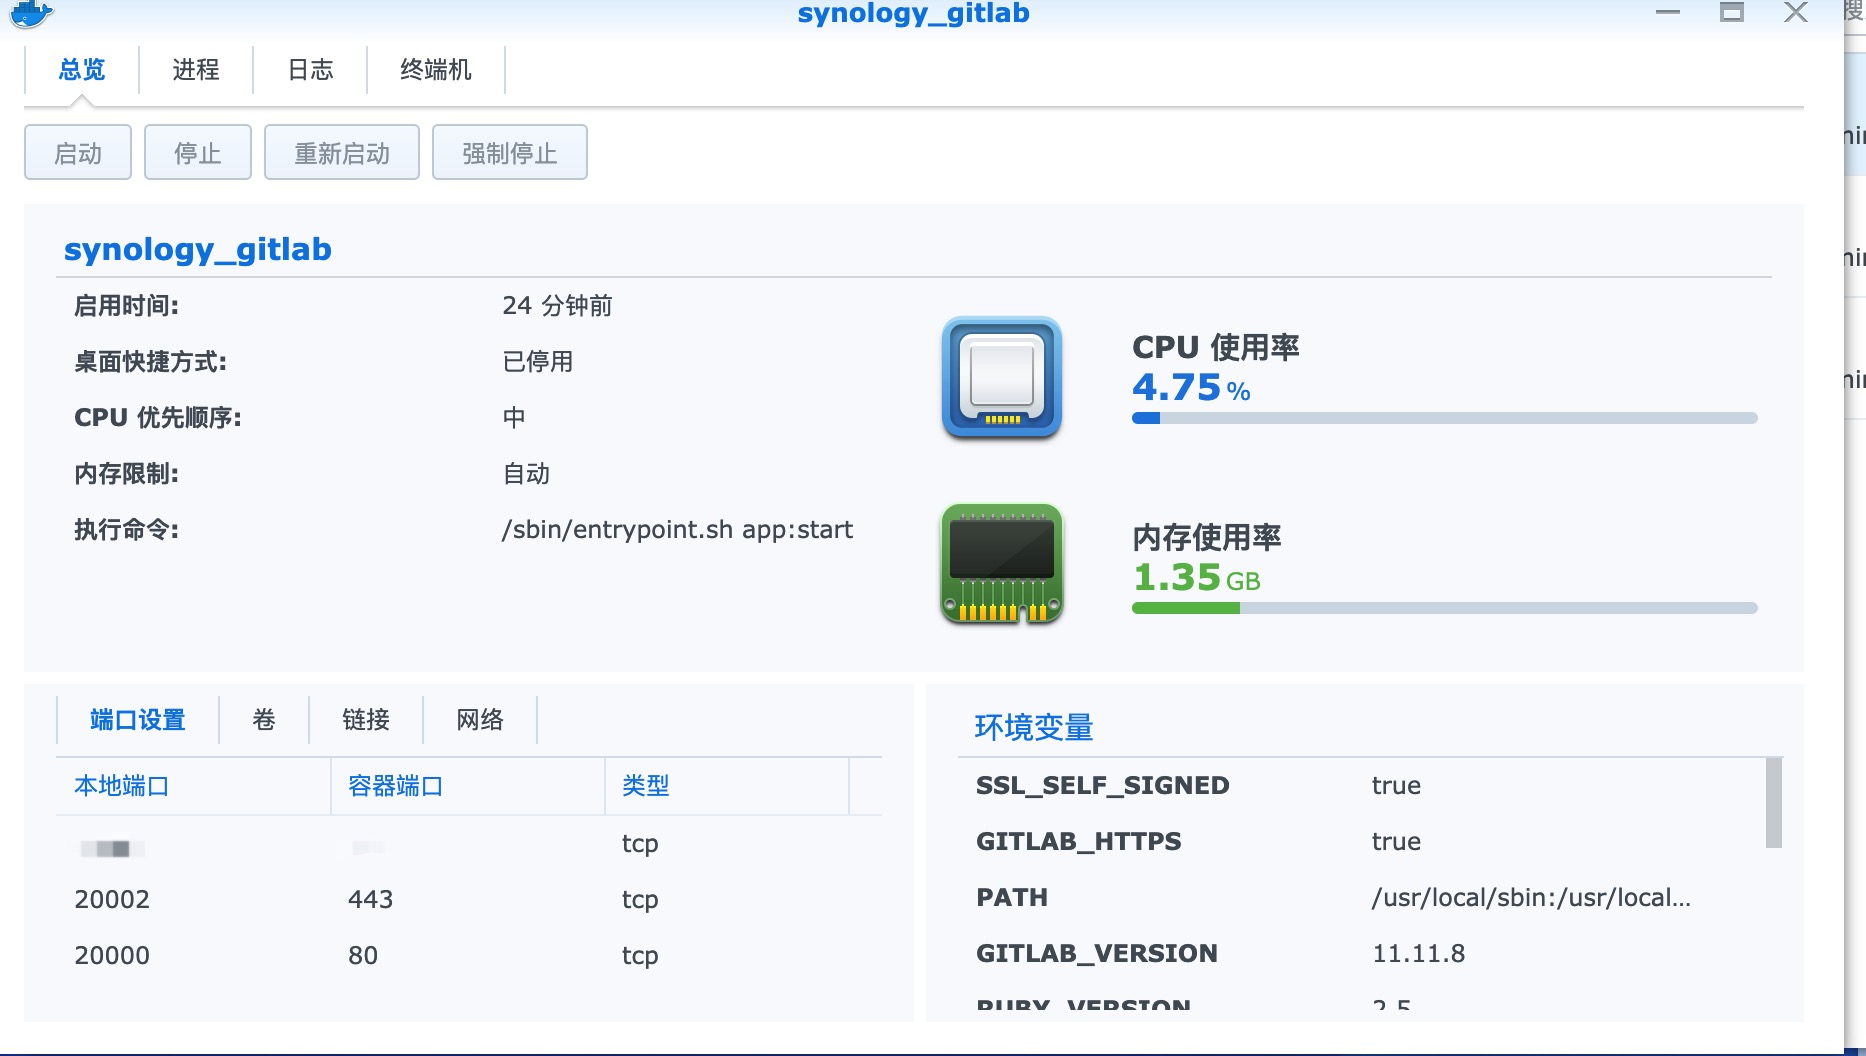 synology_gitlab
总览 进程 日志 终端机
启动 停止 重新启动 强制停止
synology_gitlab
启用时间: 24 分钟前
桌面快捷方式: 已停用
CPU 优先顺序: 中
内存限制: 自动
执行命令: /sbin/entrypoint.sh app:start
CPU 使用率
4.75 %
内存使用率
1.35 GB
端口设置 卷 链接 网络
本地端口 容器端口 类型
tcp
20002 443 tcp
20000 80 tcp
环境变量
SSL_SELF_SIGNED true
GITLAB_HTTPS true
PATH /usr/local/sbin:/usr/local...
GITLAB_VERSION 11.11.8
RUBY_VERSION 2.5